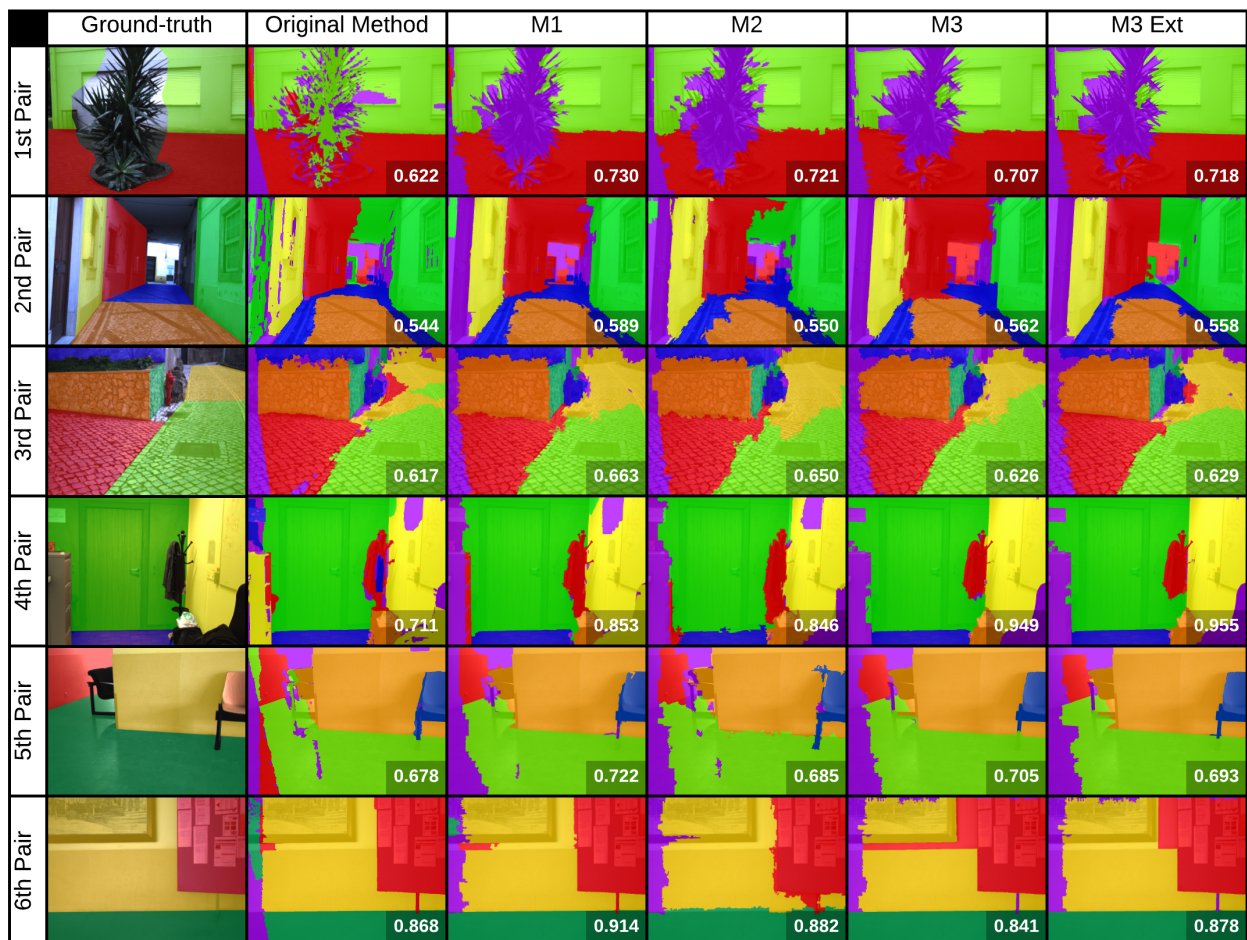 Ground-truth Original Method M1 M2 M3 M3 Ext
1st Pair
0.622 0.730 0.721 0.707 0.718
2nd Pair
0.544 0.589 0.550 0.562 0.558
3rd Pair
0.617 0.663 0.650 0.626 0.629
4th Pair
0.711 0.853 0.846 0.949 0.955
5th Pair
0.678 0.722 0.685 0.705 0.693
6th Pair
0.868 0.914 0.882 0.841 0.878